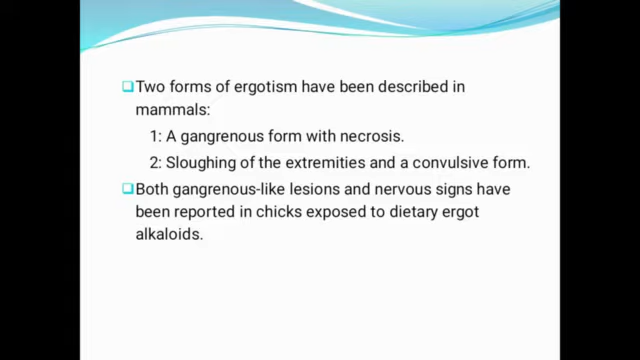 Two forms of ergotism have been described in
mammals:
1: A gangrenous form with necrosis.
2: Sloughing of the extremities and a convulsive form.
Both gangrenous-like lesions and nervous signs have
been reported in chicks exposed to dietary ergot
alkaloids.